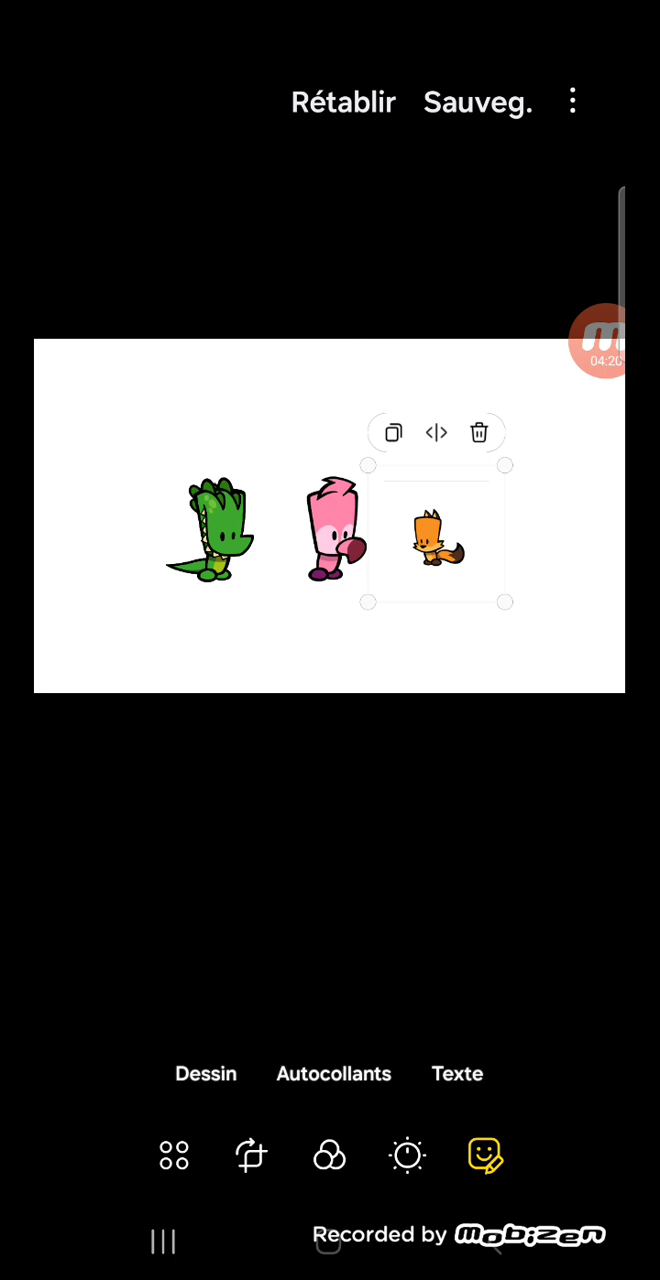 Rétablir Sauveg.
04:20
Dessin Autocollants Texte
Recorded by mobizen